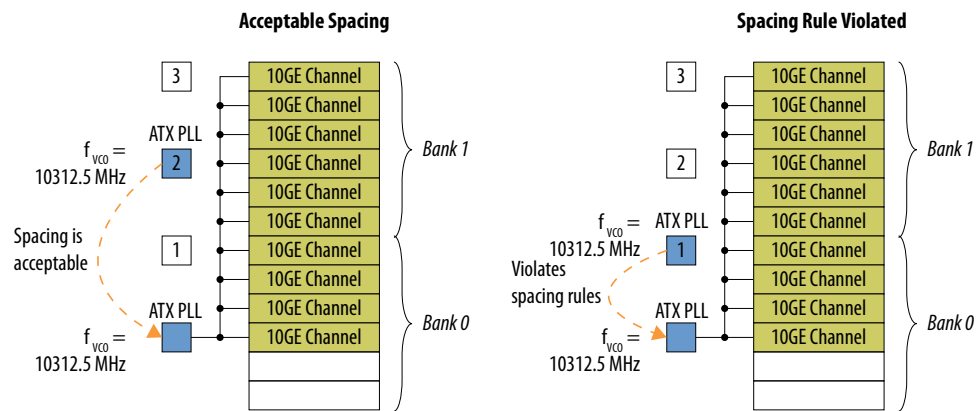 Acceptable Spacing
3
10GE Channel
10GE Channel
ATX PLL
10GE Channel
f vco =
10312.5 MHz
2
10GE Channel
Bank 1
10GE Channel
10GE Channel
Spacing is
acceptable
1
10GE Channel
10GE Channel
ATX PLL
10GE Channel
f vco =
10312.5 MHz
10GE Channel
Bank 0
Spacing Rule Violated
3
10GE Channel
10GE Channel
10GE Channel
2
10GE Channel
Bank 1
10GE Channel
f vco =
10312.5 MHz
ATX PLL
10GE Channel
1
10GE Channel
Violates
spacing rules
10GE Channel
ATX PLL
10GE Channel
f vco =
10312.5 MHz
10GE Channel
Bank 0